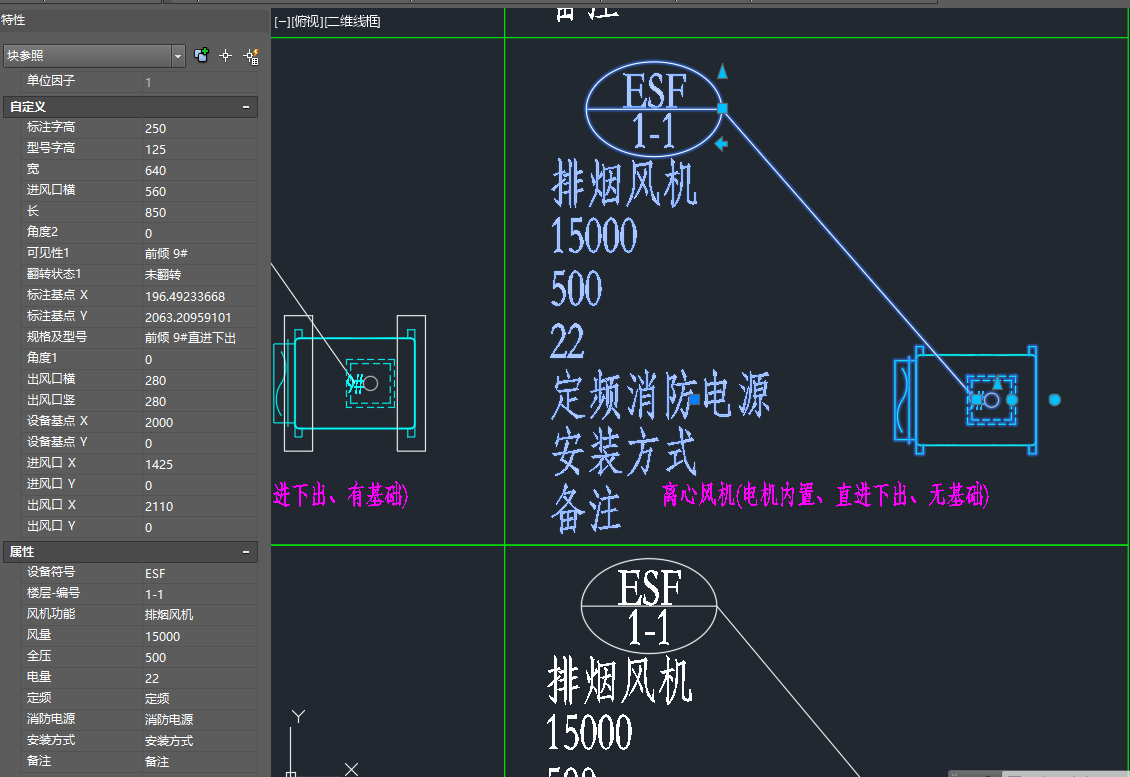 特性
块参照
单位因子 1
自定义
标注字高 250
型号字高 125
宽 640
进风口横 560
长 850
角度2 0
可见性1 前倾 9#
翻转状态1 未翻转
标注基点 X 196.49233668
标注基点 Y 2063.20959101
规格及型号 前倾 9#直进下出
角度1 0
出风口横 280
出风口竖 280
设备基点 X 2000
设备基点 Y 0
进风口 X 1425
进风口 Y 0
出风口 X 2110
出风口 Y 0
属性
设备符号 ESF
楼层-编号 1-1
风机功能 排烟风机
风量 15000
全压 500
电量 22
定频 定频
消防电源 消防电源
安装方式 安装方式
备注 备注
[−][俯视][二维线框]
备注
ESF
1-1
排烟风机
15000
500
22
定频消防电源
安装方式
备注
9#
进下出、有基础)
离心风机(电机内置、直进下出、无基础)
ESF
1-1
排烟风机
15000
500
Y
X